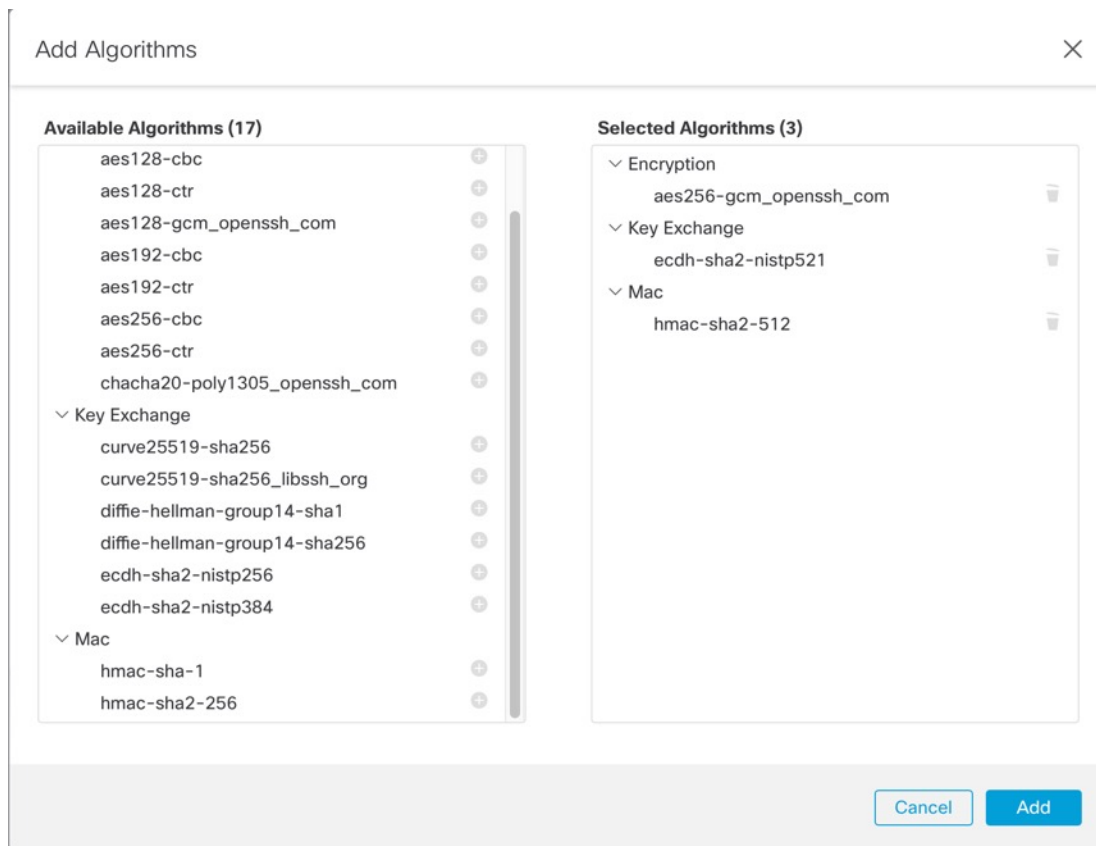 Add Algorithms
Available Algorithms (17)
aes128-cbc
aes128-ctr
aes128-gcm_openssh_com
aes192-cbc
aes192-ctr
aes256-cbc
aes256-ctr
chacha20-poly1305_openssh_com
Key Exchange
curve25519-sha256
curve25519-sha256_libssh_org
diffie-hellman-group14-sha1
diffie-hellman-group14-sha256
ecdh-sha2-nistp256
ecdh-sha2-nistp384
Mac
hmac-sha-1
hmac-sha2-256
Selected Algorithms (3)
Encryption
aes256-gcm_openssh_com
Key Exchange
ecdh-sha2-nistp521
Mac
hmac-sha2-512
Cancel
Add